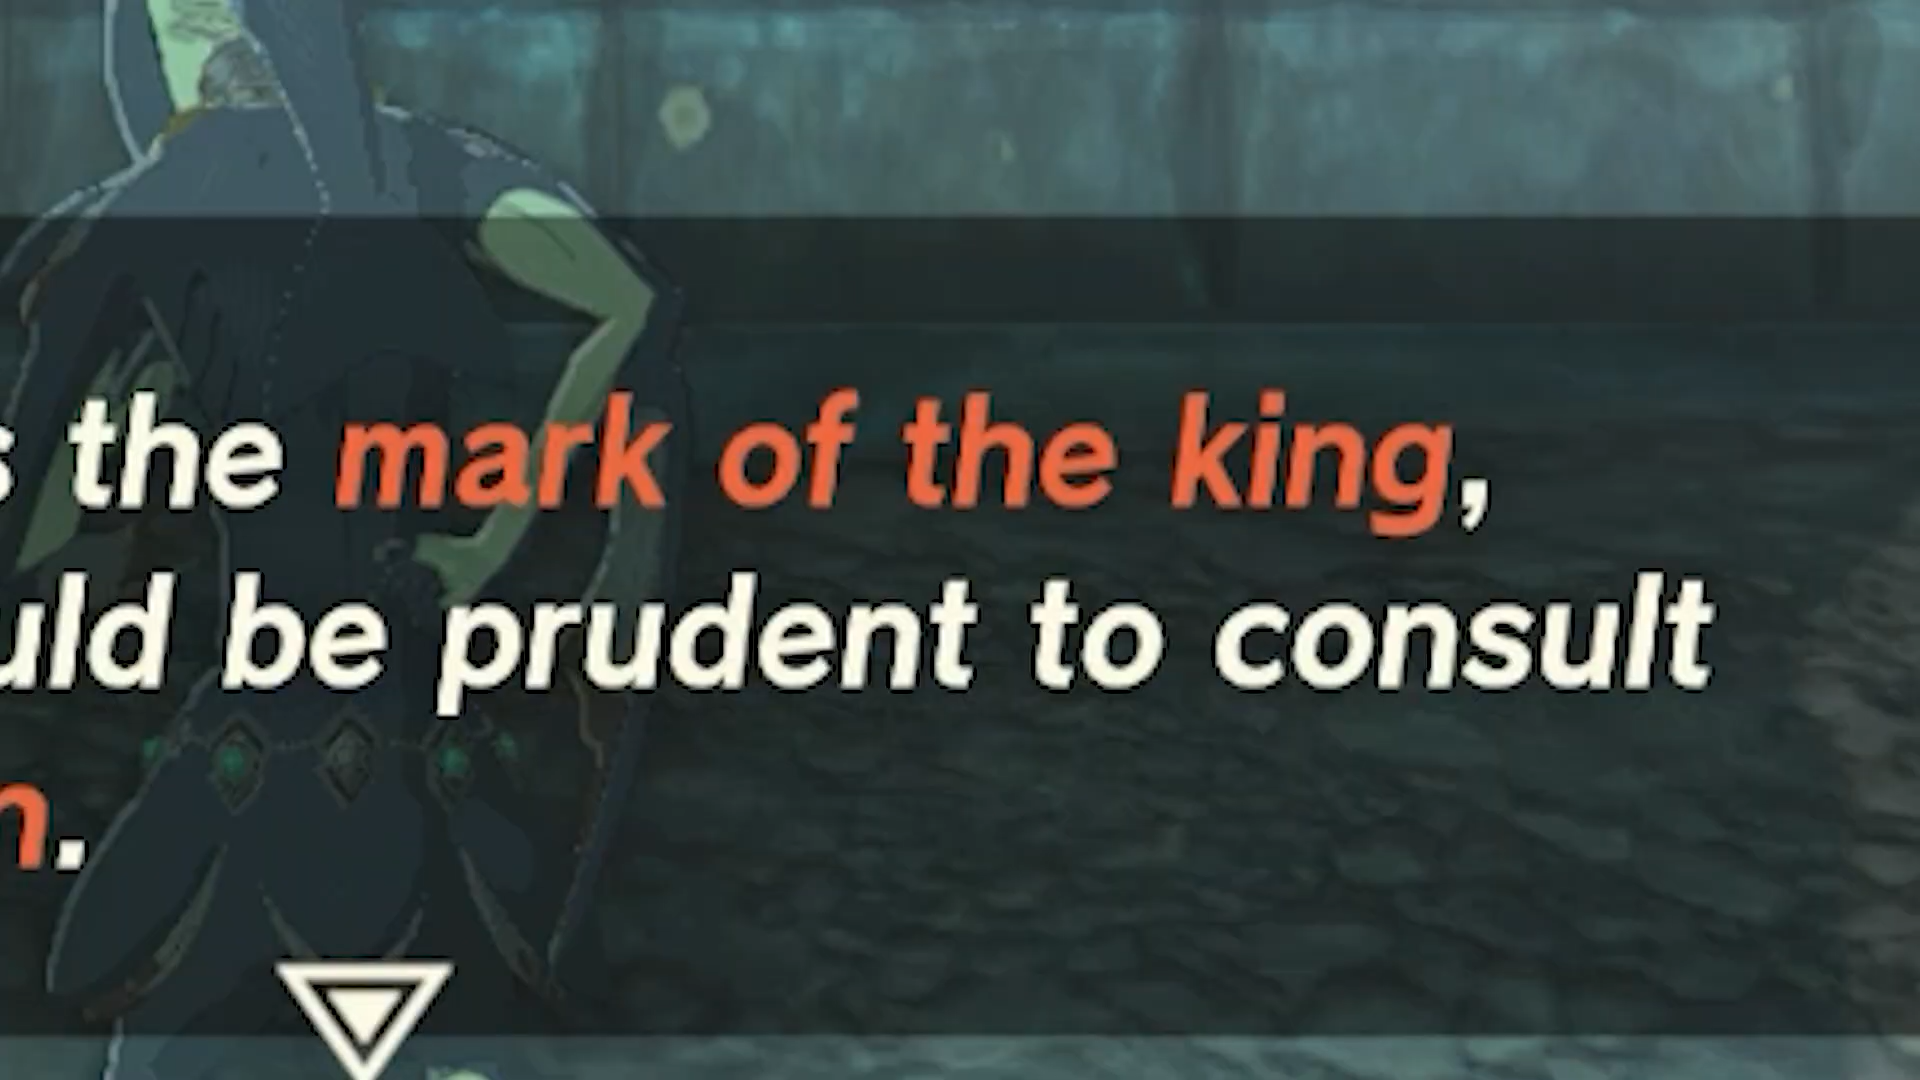 the mark of the king,
be prudent to consult